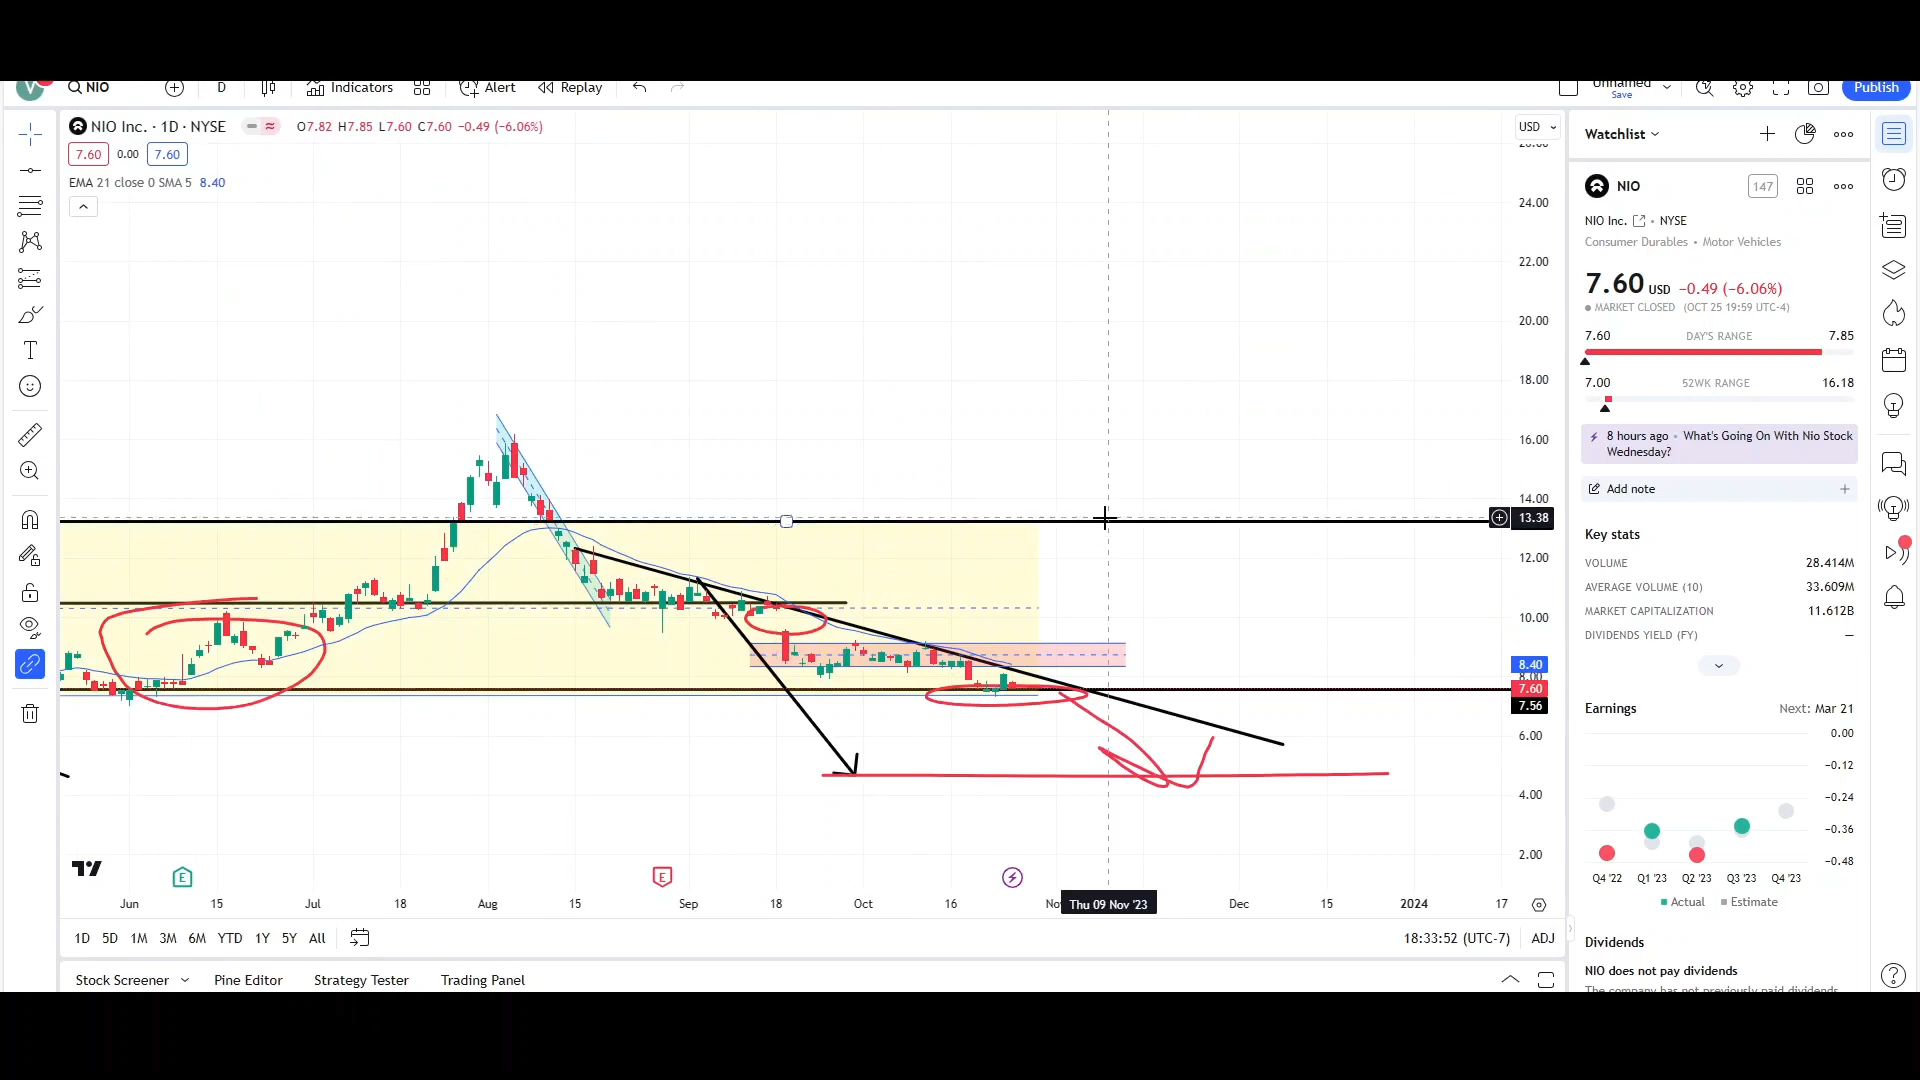 V NIO D Indicators Alert Replay Unnamed Save Publish
NIO Inc. · 1D · NYSE O7.82 H7.85 L7.60 C7.60 −0.49 (−6.06%)
7.60 0.00 7.60
EMA 21 close 0 SMA 5 8.40
USD
24.00
22.00
20.00
18.00
16.00
14.00
13.38
12.00
10.00
8.40
8.00
7.60
7.56
6.00
4.00
2.00
E E
Jun 15 Jul 18 Aug 15 Sep 18 Oct 16 Thu 09 Nov '23 Dec 15 2024 17
1D 5D 1M 3M 6M YTD 1Y 5Y All 18:33:52 (UTC-7) ADJ
Stock Screener Pine Editor Strategy Tester Trading Panel
Watchlist
NIO 147
NIO Inc. • NYSE
Consumer Durables • Motor Vehicles
7.60 USD −0.49 (−6.06%)
MARKET CLOSED (OCT 25 19:59 UTC-4)
7.60 DAY'S RANGE 7.85
7.00 52WK RANGE 16.18
8 hours ago • What's Going On With Nio Stock
Wednesday?
Add note
Key stats
VOLUME 28.414M
AVERAGE VOLUME (10) 33.609M
MARKET CAPITALIZATION 11.612B
DIVIDENDS YIELD (FY) —
Earnings Next: Mar 21
0.00
−0.12
−0.24
−0.36
−0.48
Q4 '22 Q1 '23 Q2 '23 Q3 '23 Q4 '23
Actual Estimate
Dividends
NIO does not pay dividends
The company has not previously paid dividends